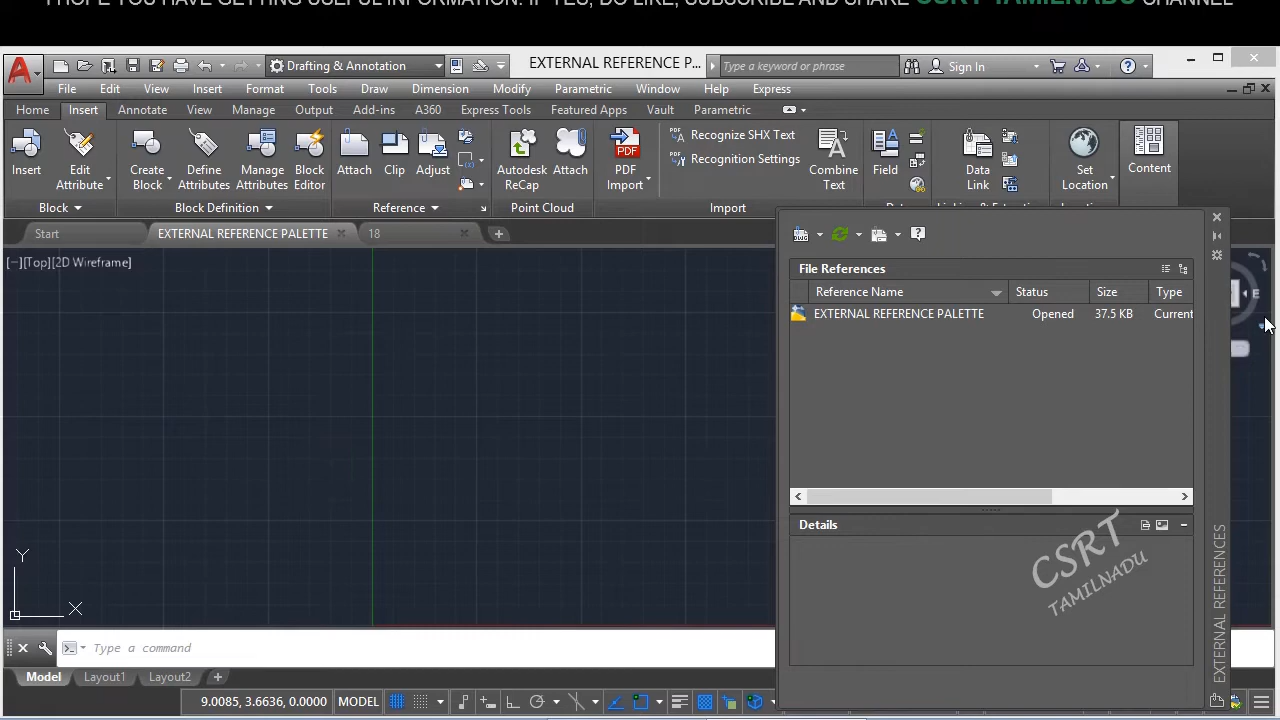 I HOPE YOU HAVE GETTING USEFUL INFORMATION. IF YES, DO LIKE, SUBSCRIBE AND SHARE CSRT TAMILNADU CHANNEL
Drafting & Annotation
EXTERNAL REFERENCE P...
Type a keyword or phrase
Sign In
File Edit View Insert Format Tools Draw Dimension Modify Parametric Window Help Express
Home Insert Annotate View Manage Output Add-ins A360 Express Tools Featured Apps Vault Parametric
Insert
Edit Attribute
Create Block
Define Attributes
Manage Attributes
Block Editor
Attach
Clip
Adjust
Autodesk ReCap
Attach
PDF Import
Recognize SHX Text
Recognition Settings
Combine Text
Field
Data Link
Set Location
Content
Block Block Definition Reference Point Cloud Import
Start EXTERNAL REFERENCE PALETTE 18
[−][Top][2D Wireframe]
E
File References
Reference Name Status Size Type
EXTERNAL REFERENCE PALETTE Opened 37.5 KB Current
Details
CSRT
TAMILNADU
EXTERNAL REFERENCES
Y
X
Type a command
Model Layout1 Layout2
9.0085, 3.6636, 0.0000 MODEL